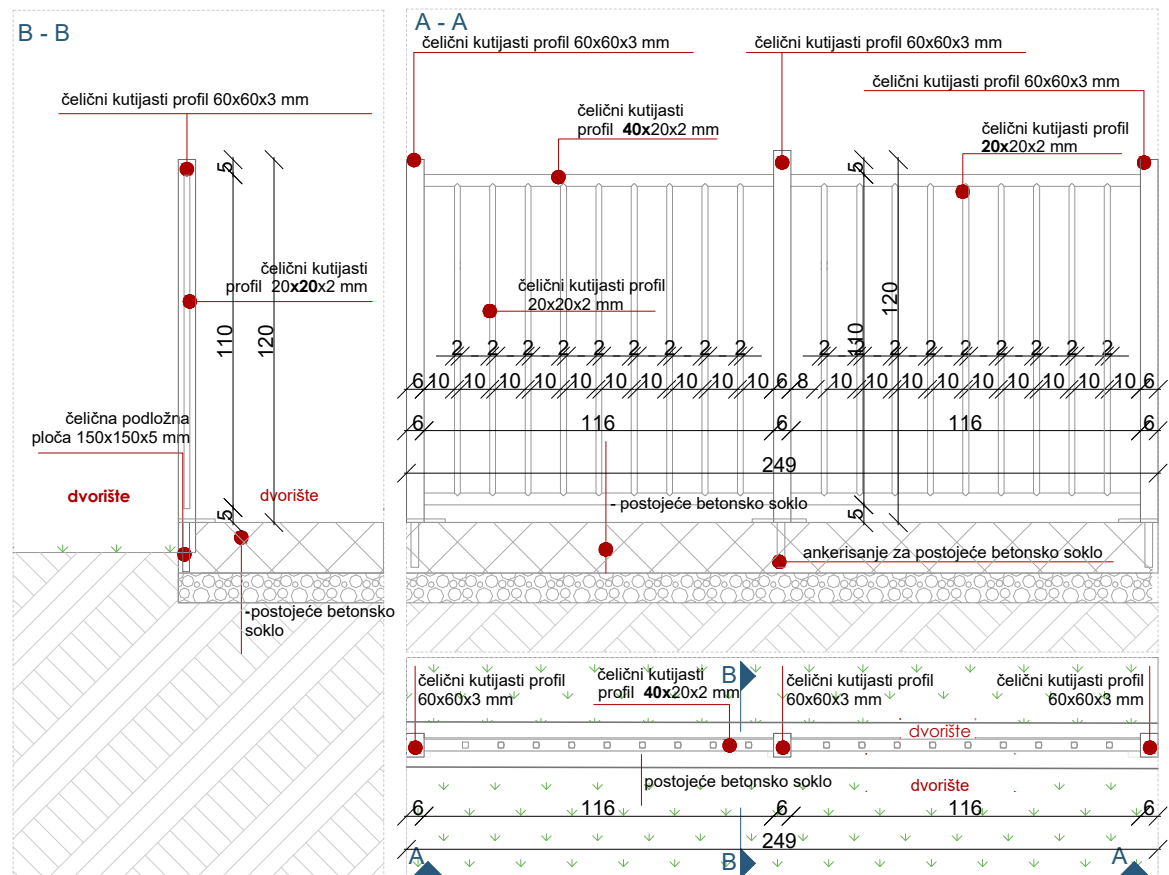 B - B
čelični kutijasti profil 60x60x3 mm
5
110
120
čelični kutijasti
profil 20x20x2 mm
čelična podložna
ploča 150x150x5 mm
dvorište
dvorište
5
-postojeće betonsko
soklo
A - A
čelični kutijasti profil 60x60x3 mm
čelični kutijasti profil 60x60x3 mm
čelični kutijasti profil 60x60x3 mm
čelični kutijasti
profil 40x20x2 mm
čelični kutijasti profil
20x20x2 mm
5
čelični kutijasti profil
20x20x2 mm
110
120
2 2 2 2 2 2 2 2 2 2 2 2 2 2 2 2 2 2
6 10 10 10 10 10 10 10 10 10 10 6 8 10 10 10 10 10 10 10 10 10 6
6 116 6 116 6
249
- postojeće betonsko soklo
5
ankerisanje za postojeće betonsko soklo
čelični kutijasti profil
60x60x3 mm
čelični kutijasti
profil 40x20x2 mm
B
čelični kutijasti profil
60x60x3 mm
čelični kutijasti profil
60x60x3 mm
dvorište
postojeće betonsko soklo
dvorište
6 116 6 116 6
249
A
B
A